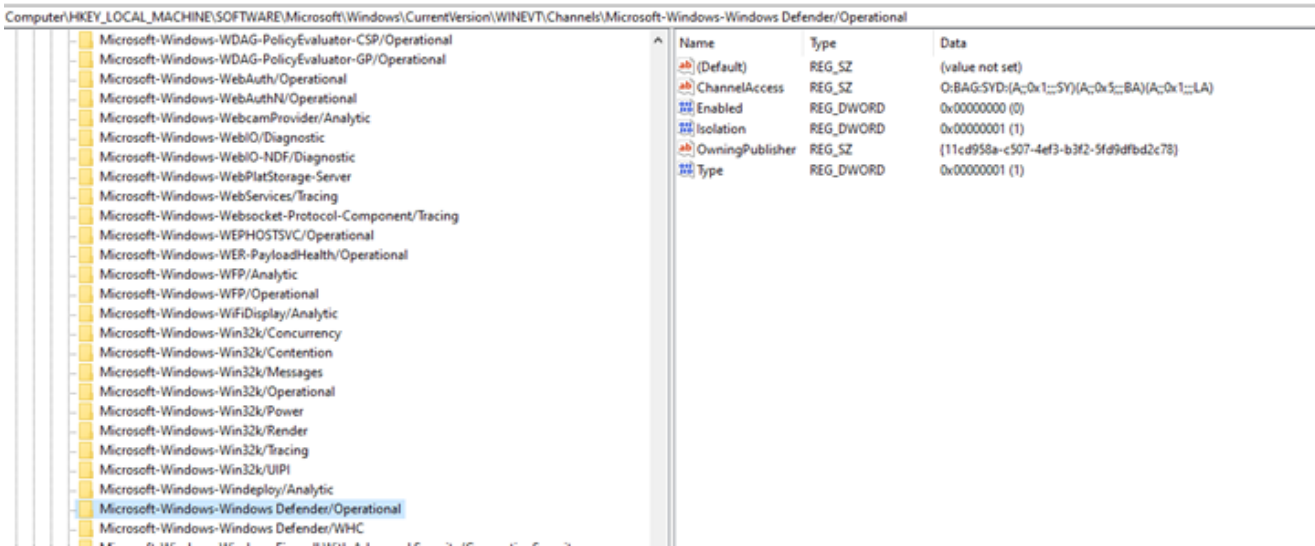 Computer\HKEY_LOCAL_MACHINE\SOFTWARE\Microsoft\Windows\CurrentVersion\WINEVT\Channels\Microsoft-Windows-Windows Defender/Operational
Microsoft-Windows-WDAG-PolicyEvaluator-CSP/Operational
Microsoft-Windows-WDAG-PolicyEvaluator-GP/Operational
Microsoft-Windows-WebAuth/Operational
Microsoft-Windows-WebAuthN/Operational
Microsoft-Windows-WebcamProvider/Analytic
Microsoft-Windows-WebIO/Diagnostic
Microsoft-Windows-WebIO-NDF/Diagnostic
Microsoft-Windows-WebPlatStorage-Server
Microsoft-Windows-WebServices/Tracing
Microsoft-Windows-Websocket-Protocol-Component/Tracing
Microsoft-Windows-WEPHOSTSVC/Operational
Microsoft-Windows-WER-PayloadHealth/Operational
Microsoft-Windows-WFP/Analytic
Microsoft-Windows-WFP/Operational
Microsoft-Windows-WiFiDisplay/Analytic
Microsoft-Windows-Win32k/Concurrency
Microsoft-Windows-Win32k/Contention
Microsoft-Windows-Win32k/Messages
Microsoft-Windows-Win32k/Operational
Microsoft-Windows-Win32k/Power
Microsoft-Windows-Win32k/Render
Microsoft-Windows-Win32k/Tracing
Microsoft-Windows-Win32k/UIPI
Microsoft-Windows-Windeploy/Analytic
Microsoft-Windows-Windows Defender/Operational
Microsoft-Windows-Windows Defender/WHC
Name Type Data
(Default) REG_SZ (value not set)
ChannelAccess REG_SZ O:BAG:SYD:(A;;0x1;;;SY)(A;;0x5;;;BA)(A;;0x1;;;LA)
Enabled REG_DWORD 0x00000000 (0)
Isolation REG_DWORD 0x00000001 (1)
OwningPublisher REG_SZ {11cd958a-c507-4ef3-b3f2-5fd9dfbd2c78}
Type REG_DWORD 0x00000001 (1)